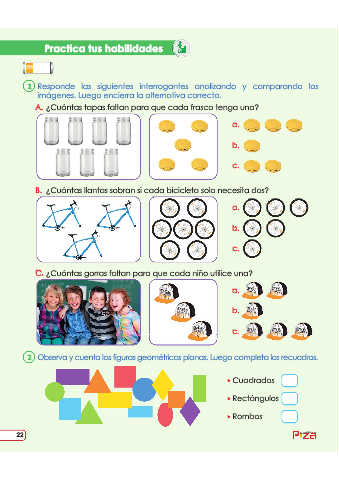 Practica tus habilidades
1 Responde las siguientes interrogantes analizando y comparando las
imágenes. Luego encierra la alternativa correcta.
A. ¿Cuántas tapas faltan para que cada frasco tenga una?
a.
b.
c.
B. ¿Cuántas llantas sobran si cada bicicleta solo necesita dos?
a.
b.
c.
C. ¿Cuántas gorras faltan para que cada niño utilice una?
a.
b.
c.
2 Observa y cuenta las figuras geométricas planas. Luego completa los recuadros.
Cuadrados
Rectángulos
Rombos
22